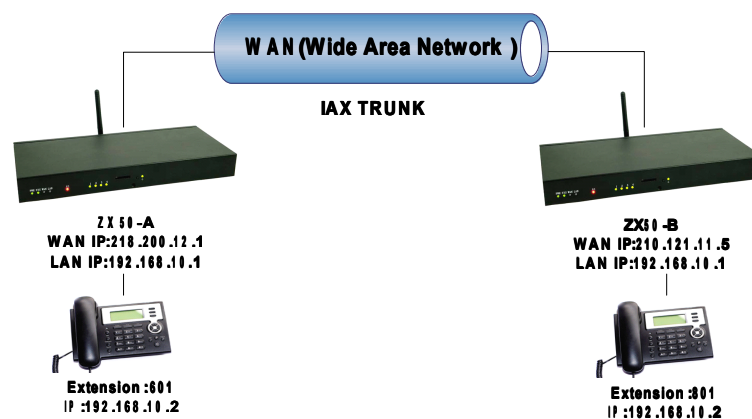 WAN (Wide Area Network)
IAX TRUNK
ZX50-A
WAN IP:218.200.12.1
LAN IP:192.168.10.1
ZX50-B
WAN IP:210.121.11.5
LAN IP:192.168.10.1
Extension:601
IP:192.168.10.2
Extension:801
IP:192.168.10.2